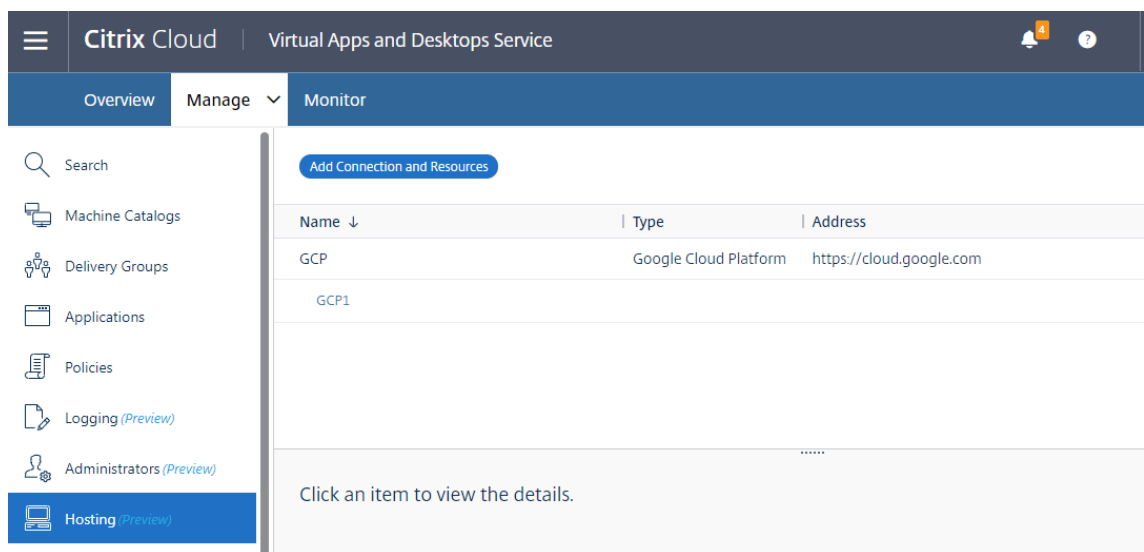 Citrix Cloud | Virtual Apps and Desktops Service 4 ?
Overview Manage Monitor
Search
Machine Catalogs
Delivery Groups
Applications
Policies
Logging (Preview)
Administrators (Preview)
Hosting (Preview)
Add Connection and Resources
Name ↓ Type Address
GCP Google Cloud Platform https://cloud.google.com
GCP1
Click an item to view the details.